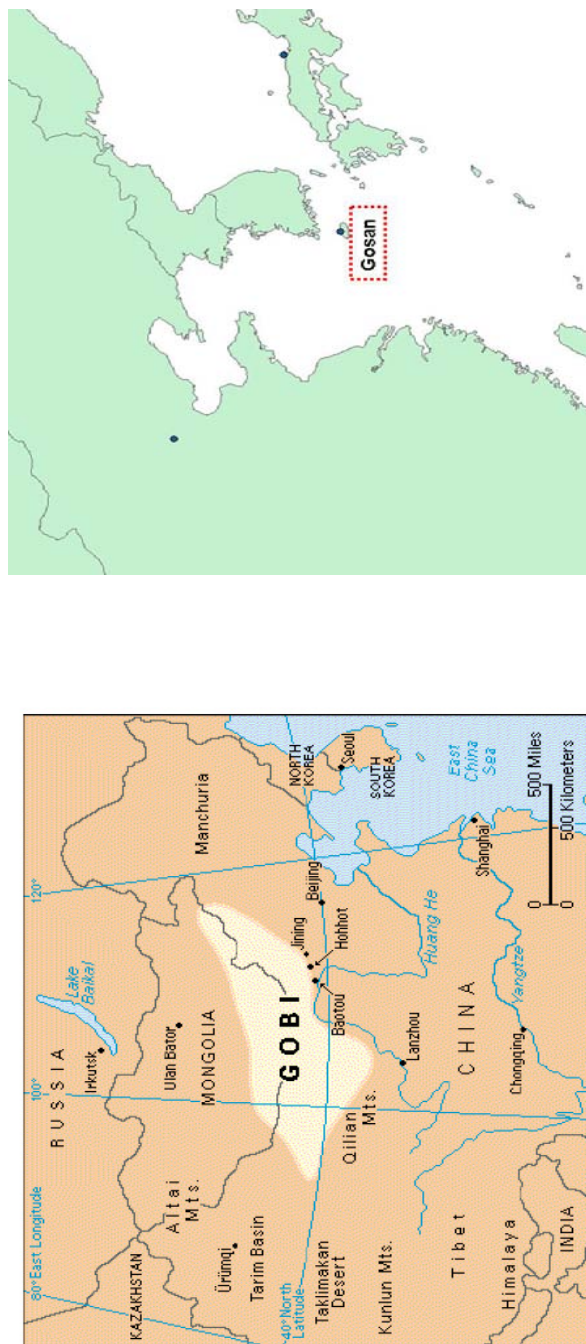 80° East Longitude
100°
120°
RUSSIA
Lake
Baikal
Irkutsk
KAZAKHSTAN
Altai
Mts.
Ulan Bator
MONGOLIA
Manchuria
Ürümqi
Tarim Basin
GOBI
Jining
Hohhot
Baotou
Beijing
NORTH
KOREA
Seoul
SOUTH
KOREA
40° North
Latitude
Taklimakan
Desert
Qilian
Mts.
Huang He
Lanzhou
Kunlun Mts.
CHINA
East
China
Sea
Shanghai
Tibet
Yangtze
Chongqing
Himalaya
INDIA
0 500 Miles
0 500 Kilometers
Gosan